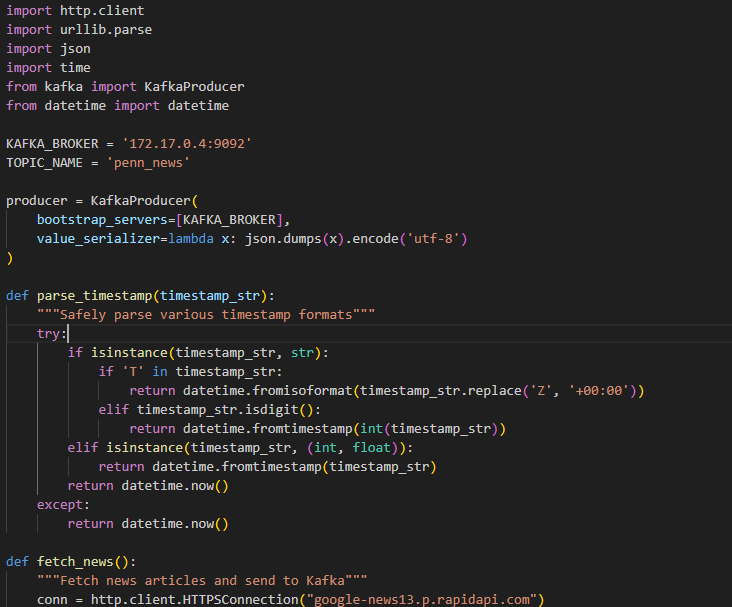 import http.client
import urllib.parse
import json
import time
from kafka import KafkaProducer
from datetime import datetime

KAFKA_BROKER = '172.17.0.4:9092'
TOPIC_NAME = 'penn_news'

producer = KafkaProducer(
    bootstrap_servers=[KAFKA_BROKER],
    value_serializer=lambda x: json.dumps(x).encode('utf-8')
)

def parse_timestamp(timestamp_str):
    """Safely parse various timestamp formats"""
    try:
        if isinstance(timestamp_str, str):
            if 'T' in timestamp_str:
                return datetime.fromisoformat(timestamp_str.replace('Z', '+00:00'))
            elif timestamp_str.isdigit():
                return datetime.fromtimestamp(int(timestamp_str))
        elif isinstance(timestamp_str, (int, float)):
            return datetime.fromtimestamp(timestamp_str)
        return datetime.now()
    except:
        return datetime.now()

def fetch_news():
    """Fetch news articles and send to Kafka"""
    conn = http.client.HTTPSConnection("google-news13.p.rapidapi.com")